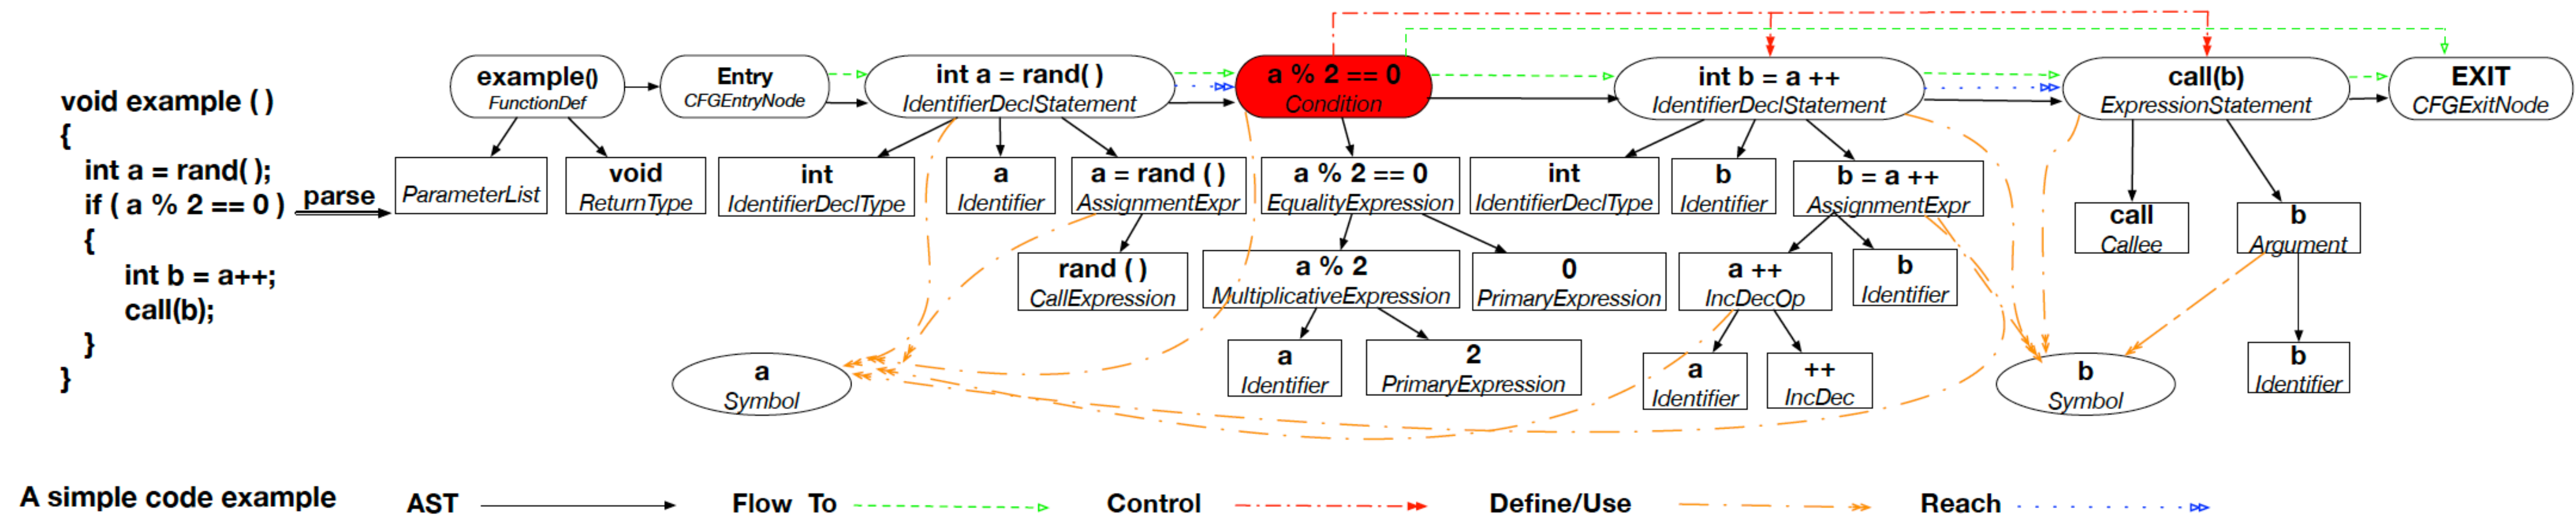 void example ( )
{
int a = rand( );
if ( a % 2 == 0 )
{
int b = a++;
call(b);
}
}
parse
example()
FunctionDef
Entry
CFGEntryNode
int a = rand( )
IdentifierDeclStatement
a % 2 == 0
Condition
int b = a ++
IdentifierDeclStatement
call(b)
ExpressionStatement
EXIT
CFGExitNode
ParameterList
void
ReturnType
int
IdentifierDeclType
a
Identifier
a = rand ( )
AssignmentExpr
a % 2 == 0
EqualityExpression
int
IdentifierDeclType
b
Identifier
b = a ++
AssignmentExpr
call
Callee
b
Argument
rand ( )
CallExpression
a % 2
MultiplicativeExpression
0
PrimaryExpression
a ++
IncDecOp
b
Identifier
a
Symbol
a
Identifier
2
PrimaryExpression
a
Identifier
++
IncDec
b
Symbol
b
Identifier
A simple code example
AST
Flow To
Control
Define/Use
Reach